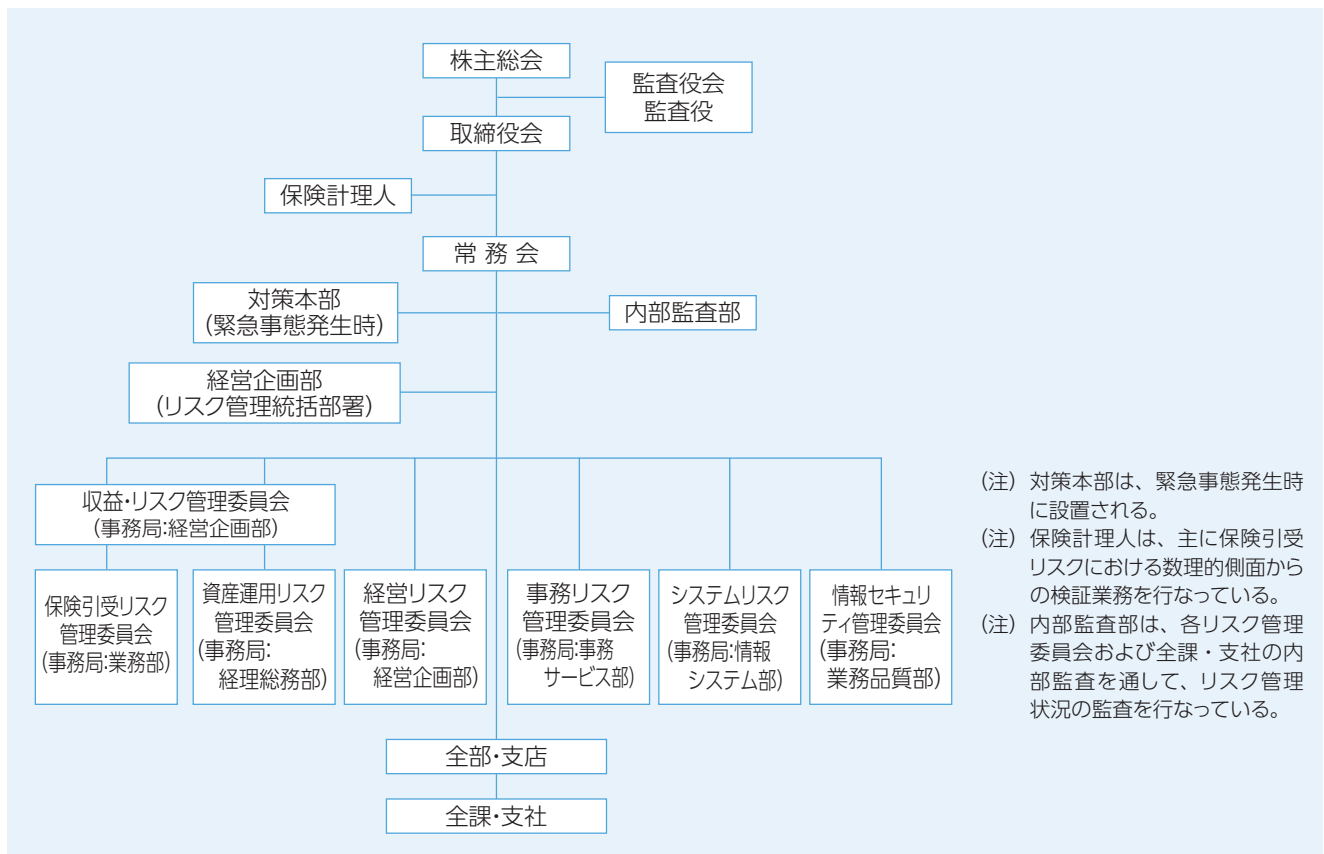 株主総会
監査役会
監査役
取締役会
保険計理人
常 務 会
対策本部
(緊急事態発生時)
内部監査部
経営企画部
(リスク管理統括部署)
収益・リスク管理委員会
(事務局:経営企画部)
保険引受リスク
管理委員会
(事務局:業務部)
資産運用リスク
管理委員会
(事務局:
経理総務部)
経営リスク
管理委員会
(事務局:
経営企画部)
事務リスク
管理委員会
(事務局:事務
サービス部)
システムリスク
管理委員会
(事務局:情報
システム部)
情報セキュリ
ティ管理委員会
(事務局:
業務品質部)
全部・支店
全課・支社
(注) 対策本部は、緊急事態発生時
に設置される。
(注) 保険計理人は、主に保険引受
リスクにおける数理的側面から
の検証業務を行なっている。
(注) 内部監査部は、各リスク管理
委員会および全課・支社の内
部監査を通して、リスク管理
状況の監査を行なっている。